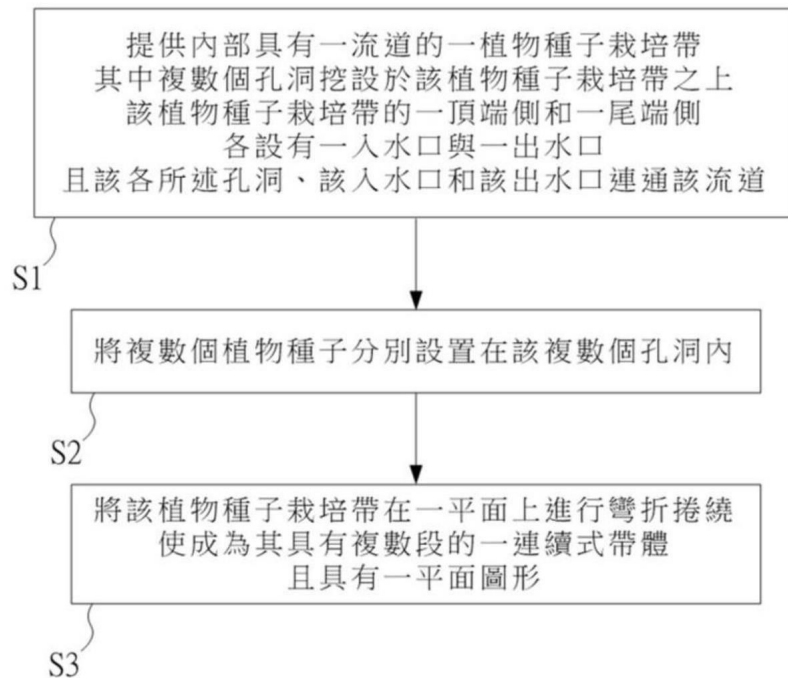 提供內部具有一流道的一植物種子栽培帶
其中複數個孔洞挖設於該植物種子栽培帶之上
該植物種子栽培帶的一頂端側和一尾端側
各設有一入水口與一出水口
且該各所述孔洞、該入水口和該出水口連通該流道
S1
將複數個植物種子分別設置在該複數個孔洞內
S2
將該植物種子栽培帶在一平面上進行彎折捲繞
使成為其具有複數段的一連續式帶體
且具有一平面圖形
S3